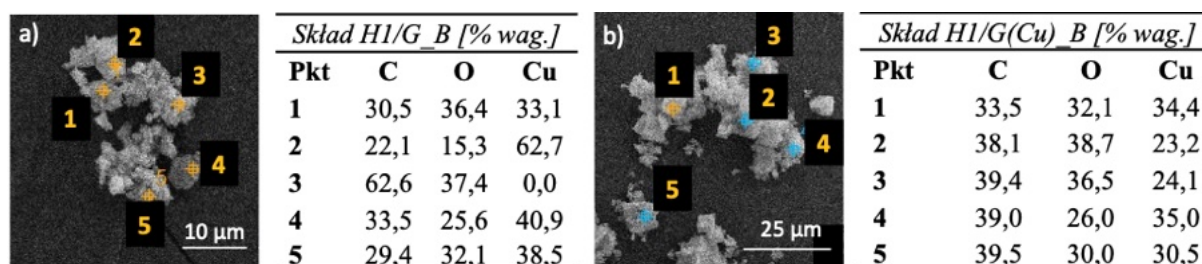 a)
2
3
1
4
5
5
10 µm
Skład H1/G_B [% wag.]
Pkt C O Cu
1 30,5 36,4 33,1
2 22,1 15,3 62,7
3 62,6 37,4 0,0
4 33,5 25,6 40,9
5 29,4 32,1 38,5
b)
3
1
2
4
5
25 µm
Skład H1/G(Cu)_B [% wag.]
Pkt C O Cu
1 33,5 32,1 34,4
2 38,1 38,7 23,2
3 39,4 36,5 24,1
4 39,0 26,0 35,0
5 39,5 30,0 30,5